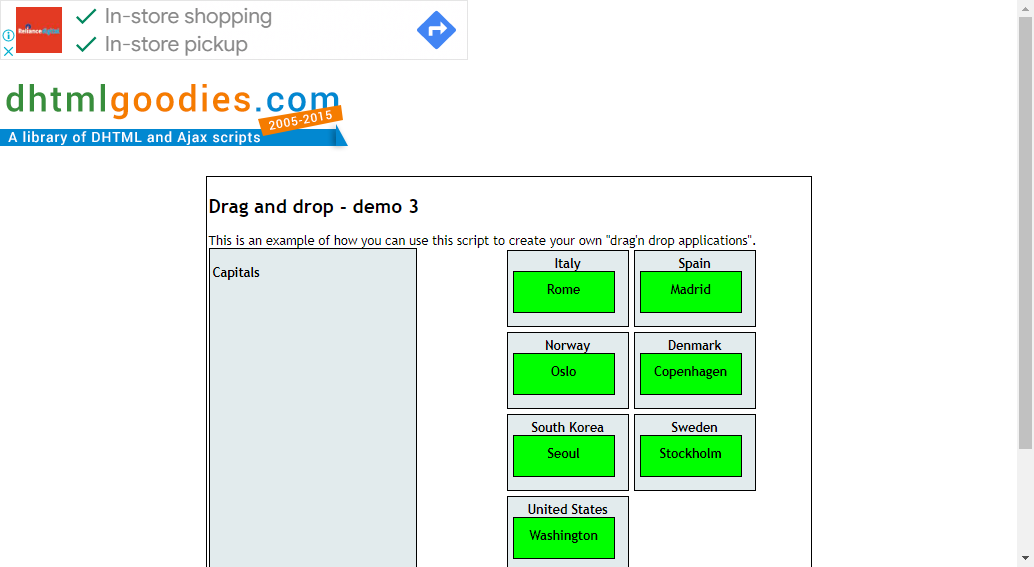 In-store shopping
In-store pickup
Reliance digital
dhtmlgoodies.com
2005-2015
A library of DHTML and Ajax scripts
Drag and drop - demo 3
This is an example of how you can use this script to create your own "drag'n drop applications".
Capitals
Italy
Rome
Spain
Madrid
Norway
Oslo
Denmark
Copenhagen
South Korea
Seoul
Sweden
Stockholm
United States
Washington